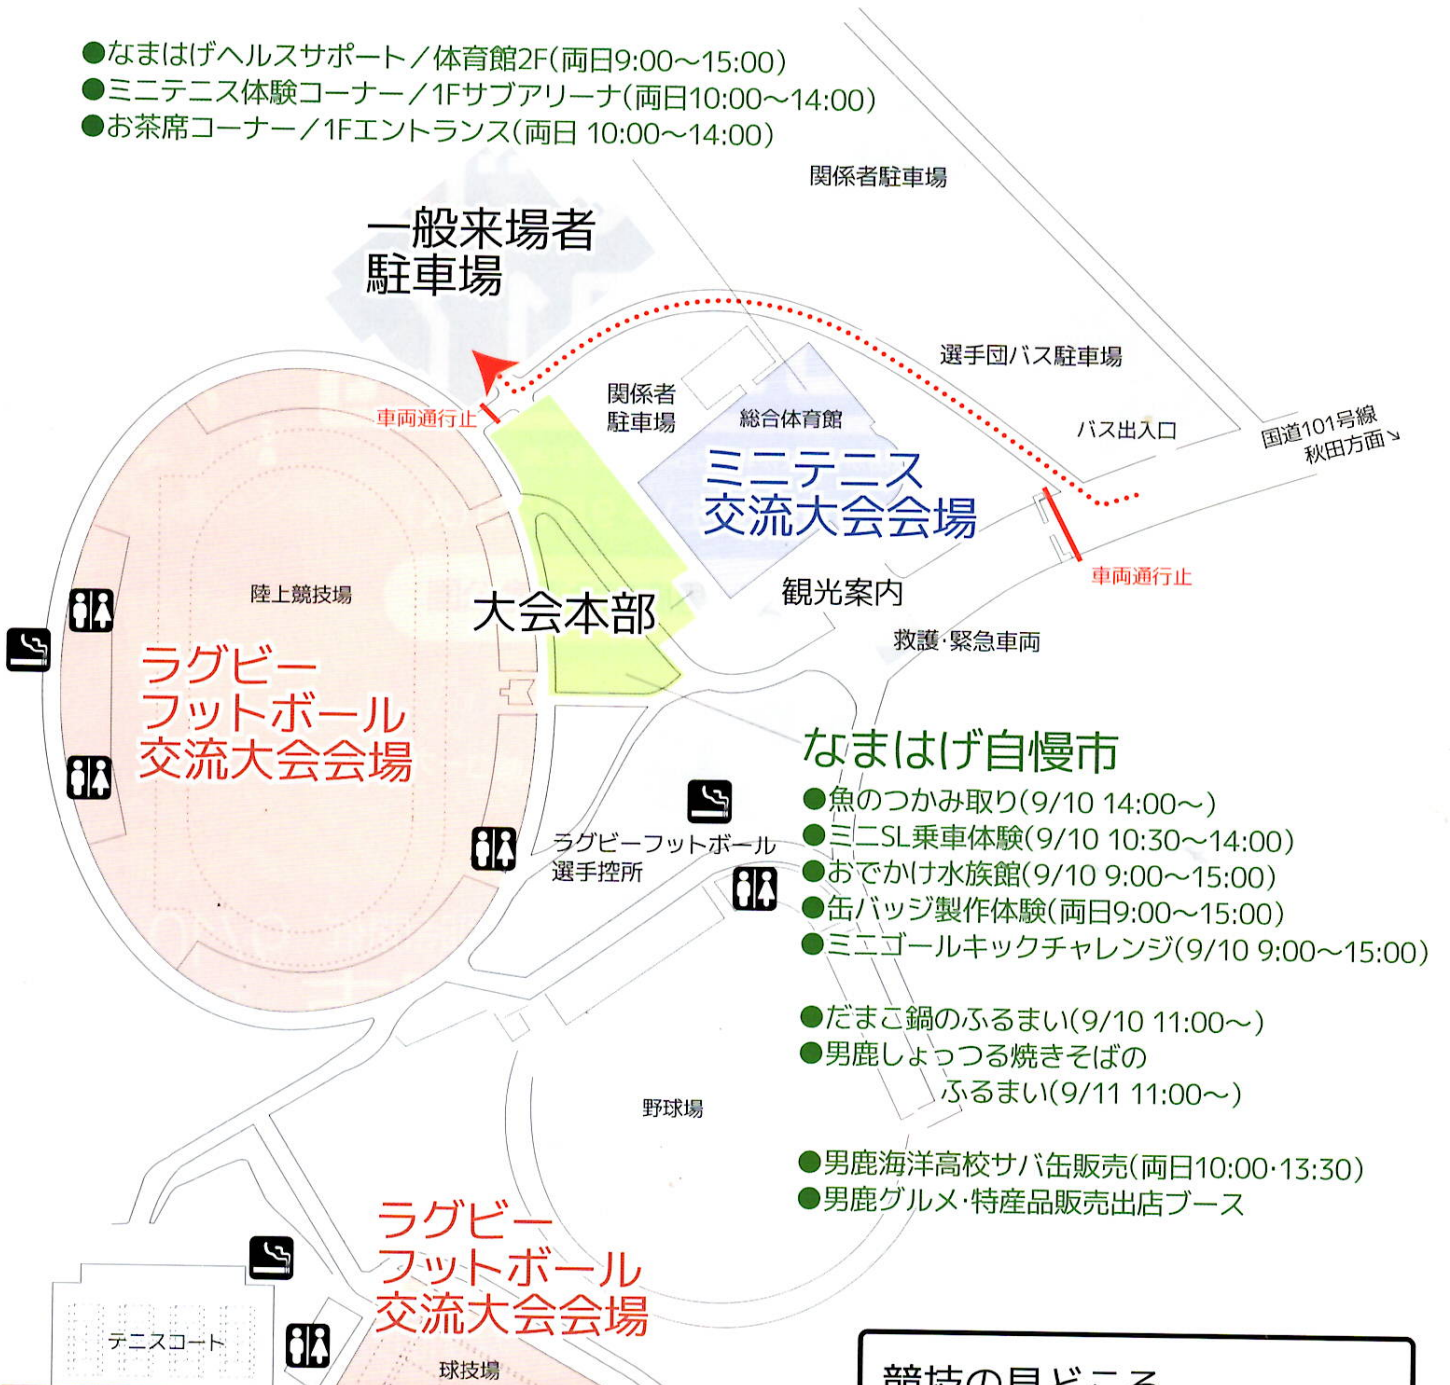 ●なまはげヘルスサポート／体育館2F(両日9:00～15:00)
●ミニテニス体験コーナー／1Fサブアリーナ(両日10:00～14:00)
●お茶席コーナー／1Fエントランス(両日 10:00～14:00)
関係者駐車場
一般来場者
駐車場
選手団バス駐車場
関係者
駐車場
車両通行止
総合体育館
バス出入口
国道101号線
秋田方面↘
ミニテニス
交流大会会場
車両通行止
陸上競技場
大会本部
観光案内
救護･緊急車両
ラグビー
フットボール
交流大会会場
なまはげ自慢市
●魚のつかみ取り(9/10 14:00～)
●ミニSL乗車体験(9/10 10:30～14:00)
●おでかけ水族館(9/10 9:00～15:00)
●缶バッジ製作体験(両日9:00～15:00)
●ミニゴールキックチャレンジ(9/10 9:00～15:00)
ラグビーフットボール
選手控所
●だまこ鍋のふるまい(9/10 11:00～)
●男鹿しょっつる焼きそばの
ふるまい(9/11 11:00～)
野球場
●男鹿海洋高校サバ缶販売(両日10:00･13:30)
●男鹿グルメ･特産品販売出店ブース
ラグビー
フットボール
交流大会会場
テニスコート
球技場
競技の見どころ